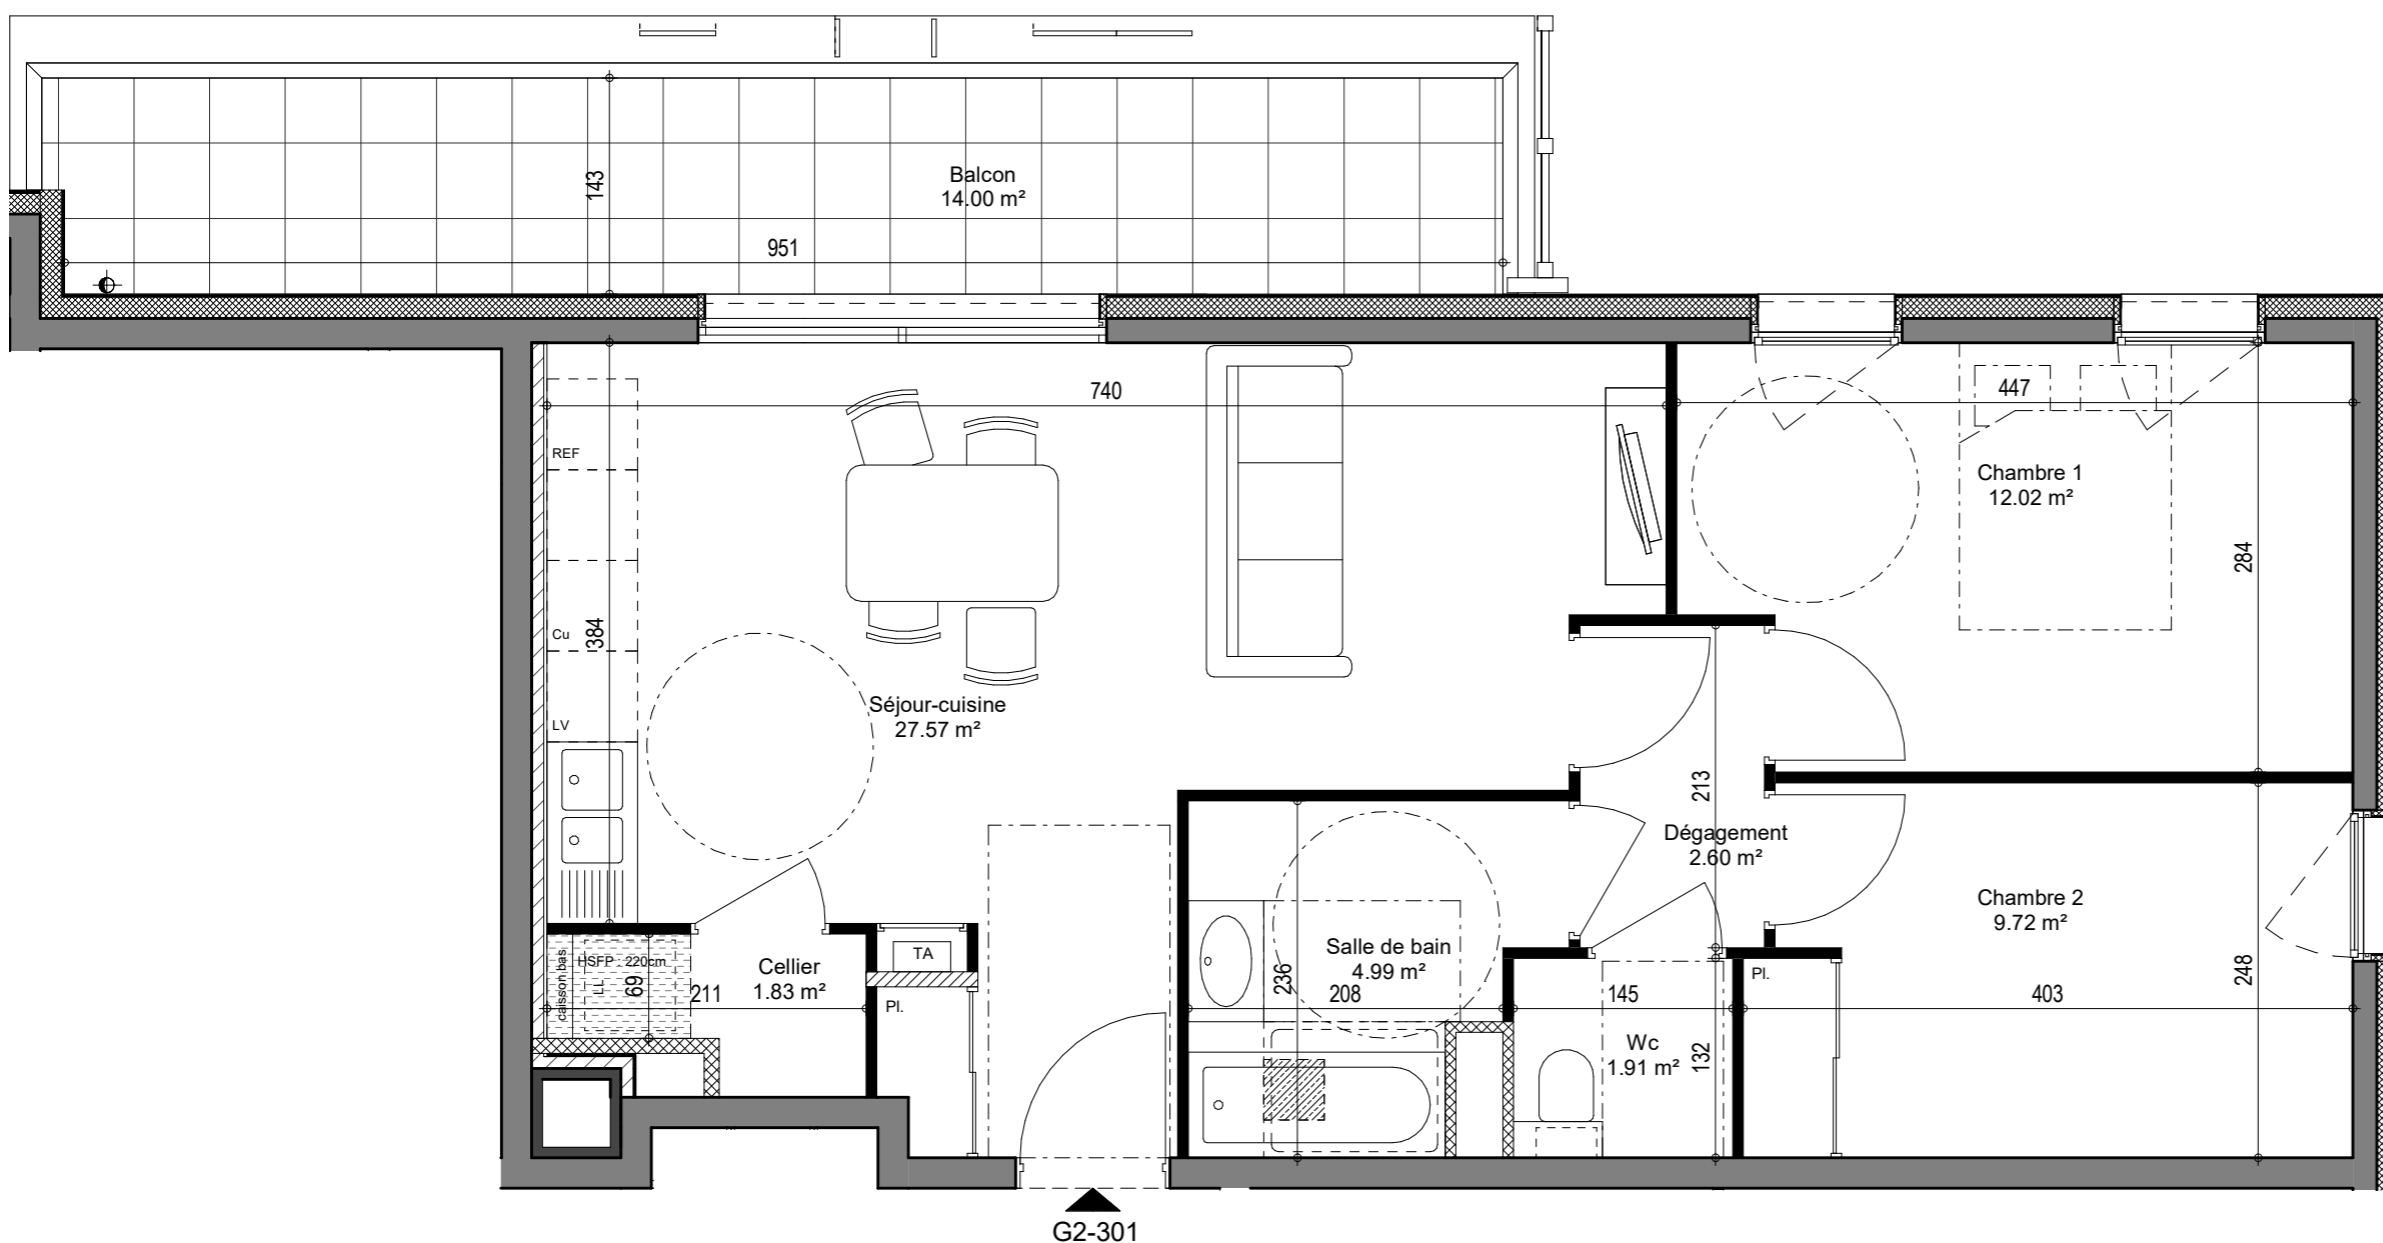 143
Balcon
14.00 m²
951
740
447
REF
Chambre 1
12.02 m²
284
Cu
384
LV
Séjour-cuisine
27.57 m²
213
Dégagement
2.60 m²
Chambre 2
9.72 m²
TA
caisson bas
HSFP : 220cm
LL
69
211
Cellier
1.83 m²
Pl.
236
Salle de bain
4.99 m²
208
145
Wc
1.91 m²
132
Pl.
403
248
G2-301